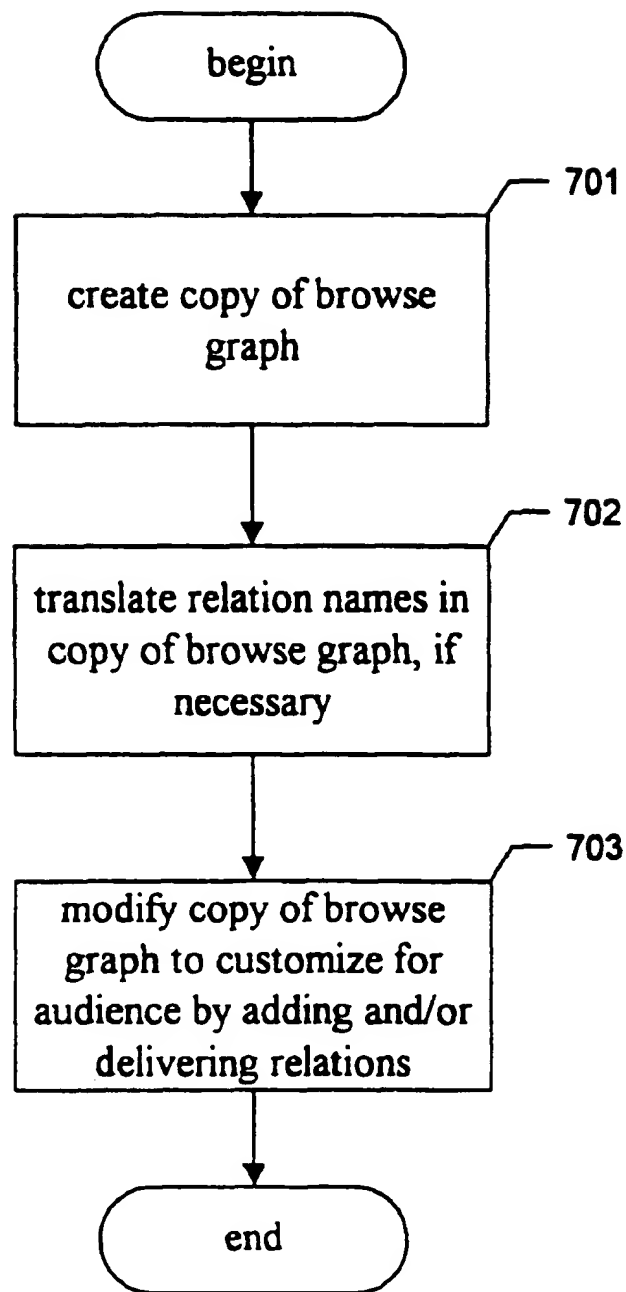 begin
701
create copy of browse
graph
702
translate relation names in
copy of browse graph, if
necessary
703
modify copy of browse
graph to customize for
audience by adding and/or
delivering relations
end